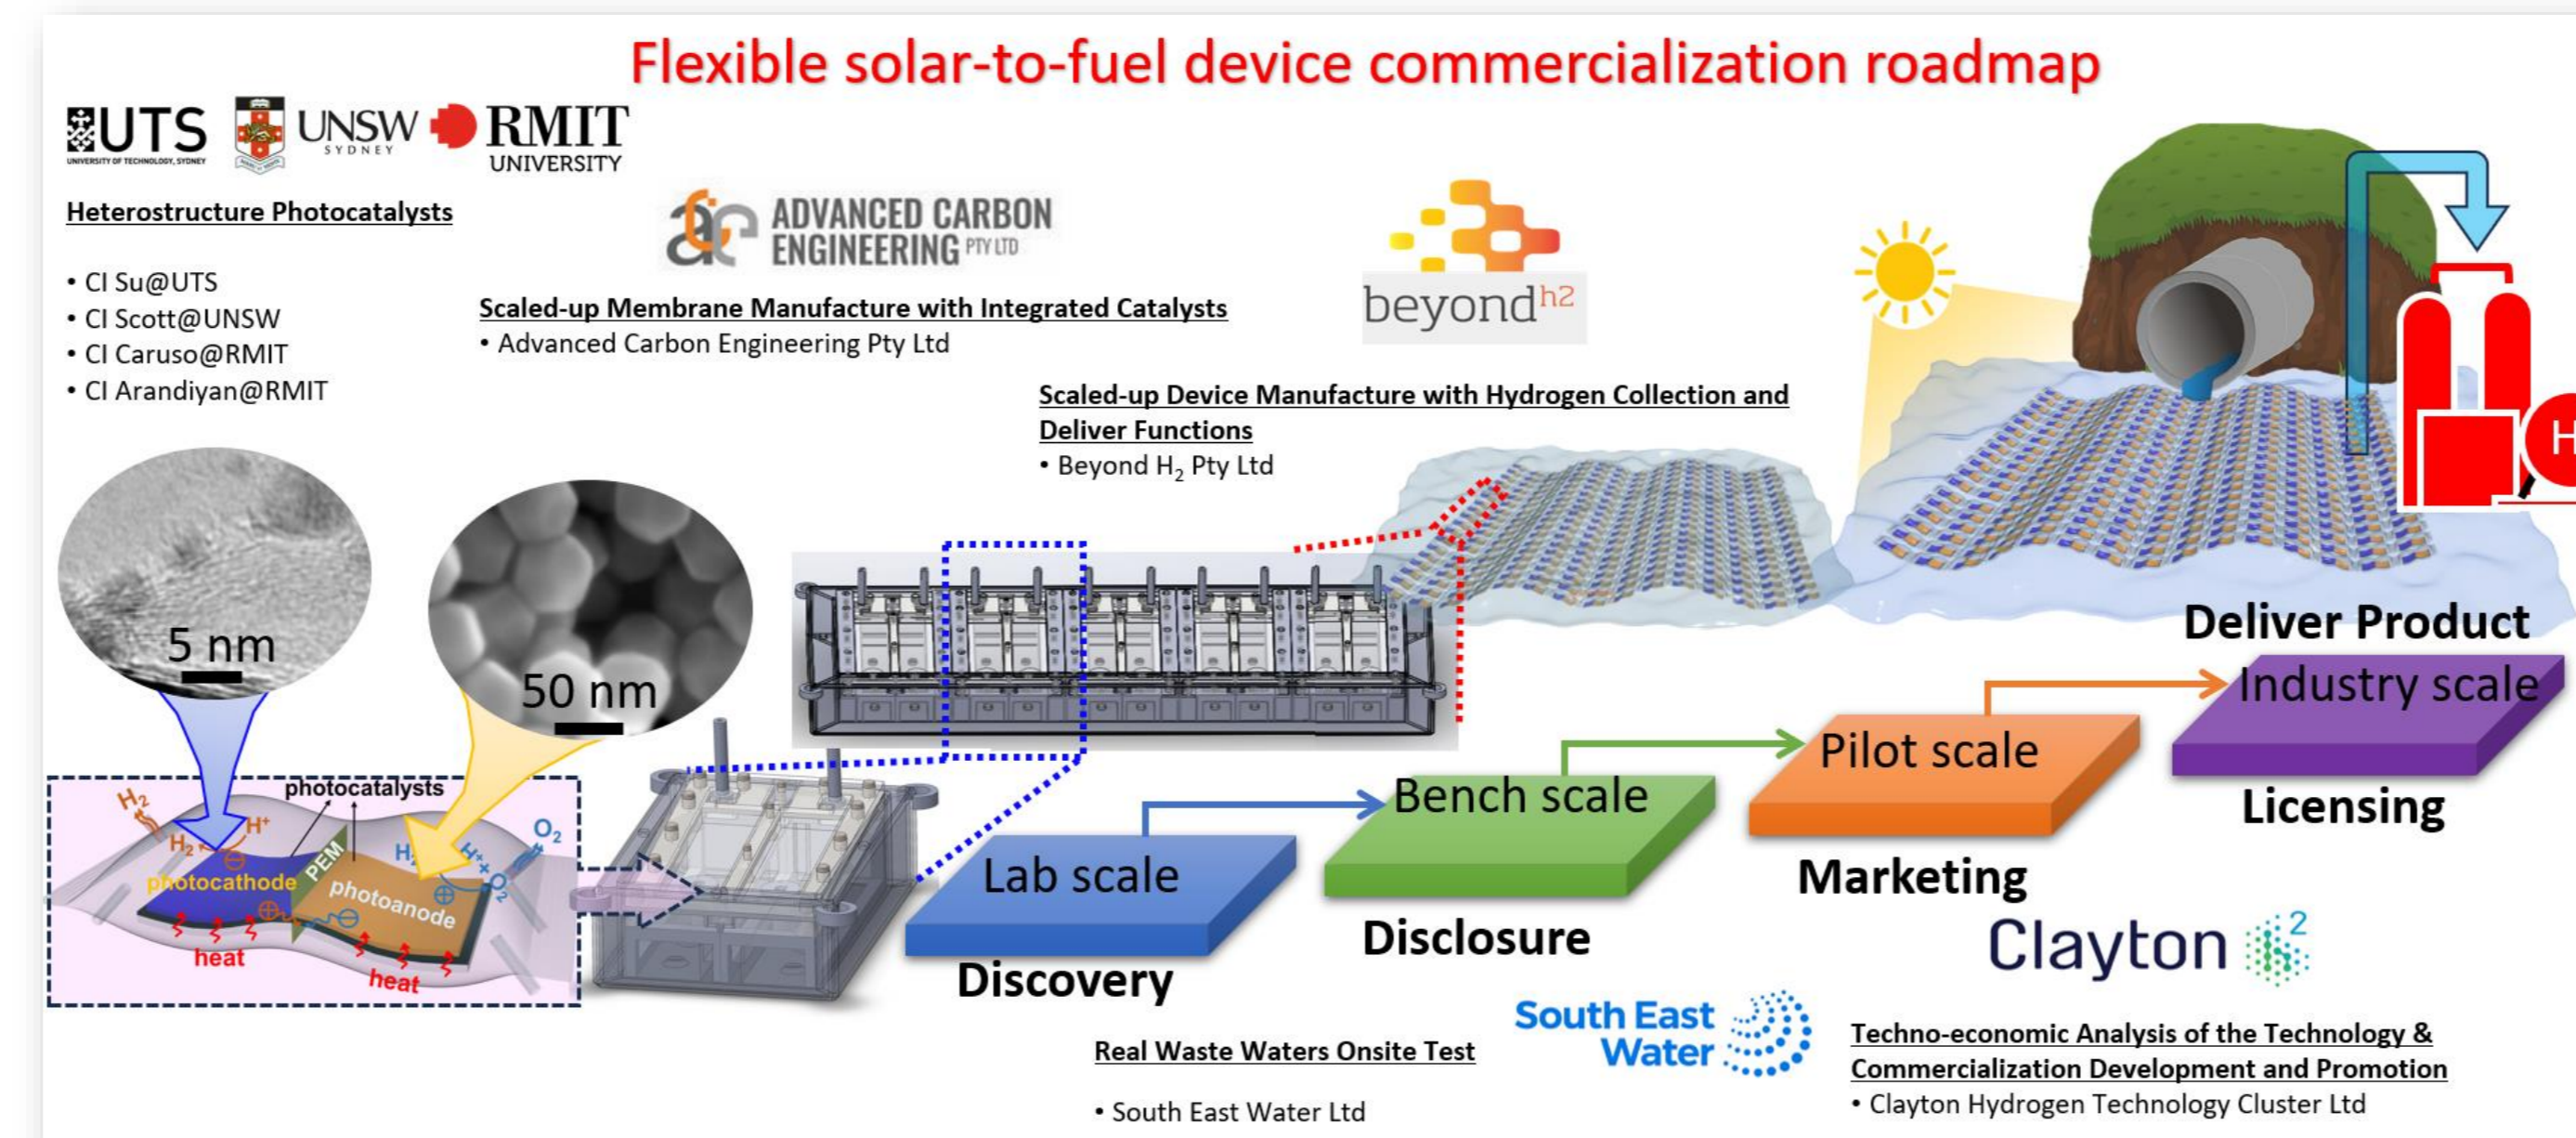 Flexible solar-to-fuel device commercialization roadmap
UTS
UNIVERSITY OF TECHNOLOGY, SYDNEY
UNSW
SYDNEY
RMIT
UNIVERSITY
Heterostructure Photocatalysts
• CI Su@UTS
• CI Scott@UNSW
• CI Caruso@RMIT
• CI Arandiyan@RMIT
ace
ADVANCED CARBON
ENGINEERING PTY LTD
Scaled-up Membrane Manufacture with Integrated Catalysts
• Advanced Carbon Engineering Pty Ltd
beyond h2
Scaled-up Device Manufacture with Hydrogen Collection and
Deliver Functions
• Beyond H₂ Pty Ltd
H
5 nm
50 nm
photocatalysts
H₂
H⁺
H₂
PEM
photocathode
photoanode
H⁺+O₂
O₂
heat
heat
Deliver Product
Industry scale
Licensing
Pilot scale
Marketing
Bench scale
Disclosure
Lab scale
Discovery
Clayton
2
South East
Water
Real Waste Waters Onsite Test
• South East Water Ltd
Techno-economic Analysis of the Technology &
Commercialization Development and Promotion
• Clayton Hydrogen Technology Cluster Ltd